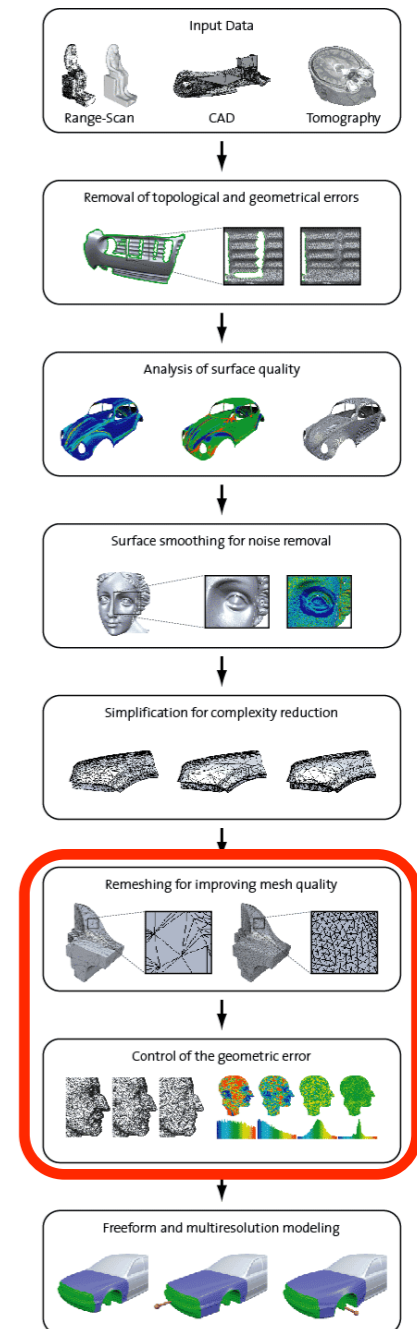 Input Data
Range-Scan CAD Tomography
Removal of topological and geometrical errors
Analysis of surface quality
Surface smoothing for noise removal
Simplification for complexity reduction
Remeshing for improving mesh quality
Control of the geometric error
Freeform and multiresolution modeling